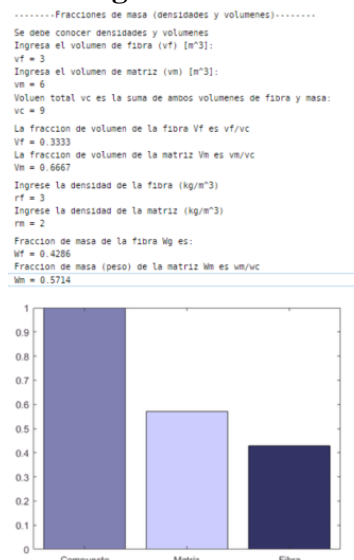 --------Fracciones de masa (densidades y volumenes)--------
Se debe conocer densidades y volumenes
Ingresa el volumen de fibra (vf) [m^3]:
vf = 3
Ingresa el volumen de matriz (vm) [m^3]:
vm = 6
Voluen total vc es la suma de ambos volumenes de fibra y masa:
vc = 9
La fraccion de volumen de la fibra Vf es vf/vc
Vf = 0.3333
La fraccion de volumen de la matriz Vm es vm/vc
Vm = 0.6667
Ingrese la densidad de la fibra (kg/m^3)
rf = 3
Ingrese la densidad de la matriz (kg/m^3)
rm = 2
Fraccion de masa de la fibra Wg es:
Wf = 0.4286
Fraccion de masa (peso) de la matriz Wm es wm/wc
Wm = 0.5714
1
0.9
0.8
0.7
0.6
0.5
0.4
0.3
0.2
0.1
0
Compuesto Matriz Fibra